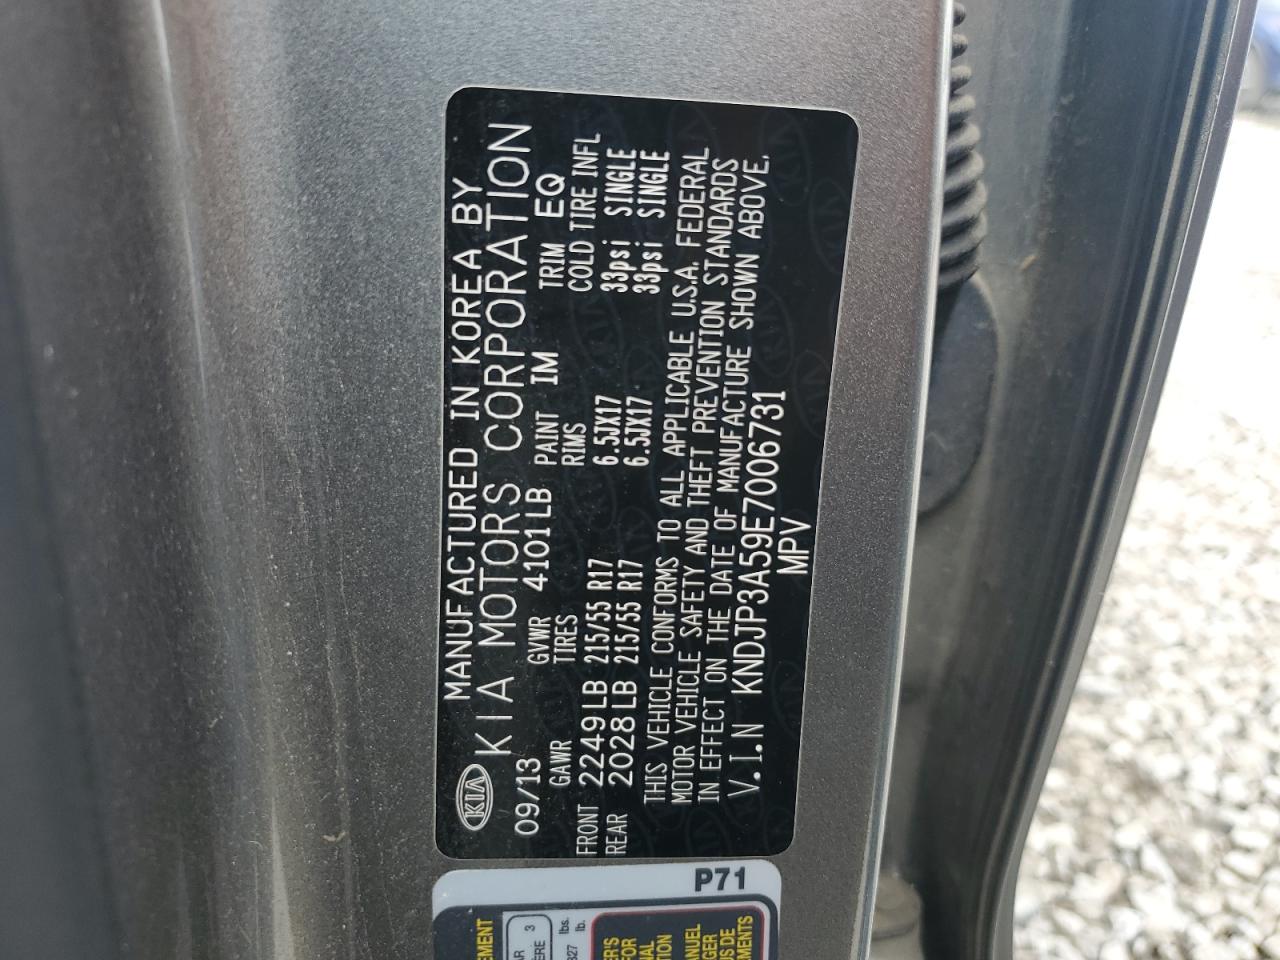 MANUFACTURED IN KOREA BY
KIA KIA MOTORS CORPORATION
09/13 GVWR 4101LB PAINT IM TRIM EQ
GAWR TIRES RIMS COLD TIRE INFL
FRONT 2249LB 215/55 R17 6.5JX17 33psi SINGLE
REAR 2028LB 215/55 R17 6.5JX17 33psi SINGLE
THIS VEHICLE CONFORMS TO ALL APPLICABLE U.S.A. FEDERAL
MOTOR VEHICLE SAFETY AND THEFT PREVENTION STANDARDS
IN EFFECT ON THE DATE OF MANUFACTURE SHOWN ABOVE.
V.I.N KNDJP3A59E7006731
MPV
P71